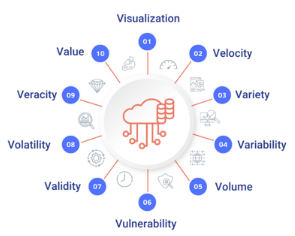 Visualization
01
Velocity
02
Variety
03
Variability
04
Volume
05
Vulnerability
06
Validity
07
Volatility
08
Veracity
09
Value
10